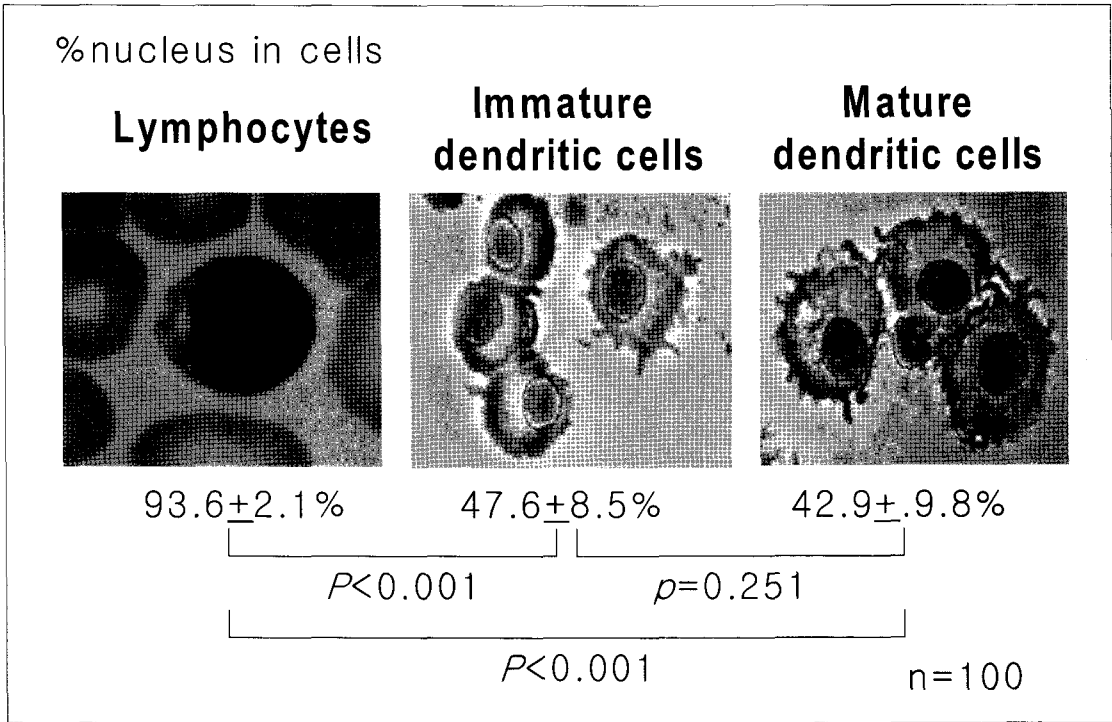 %nucleus in cells
Lymphocytes
Immature
dendritic cells
Mature
dendritic cells
93.6±2.1%
47.6±8.5%
42.9±.9.8%
P<0.001
p=0.251
P<0.001
n=100